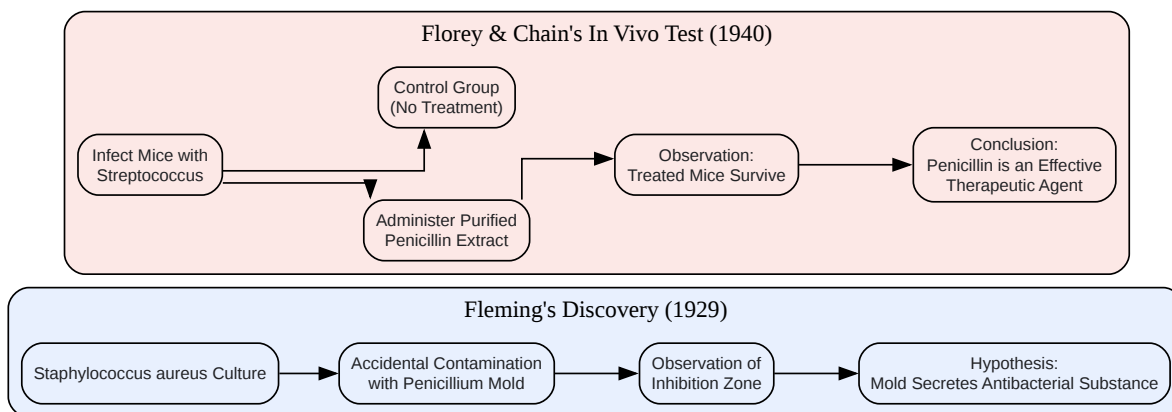 Florey & Chain's In Vivo Test (1940)
Control Group
(No Treatment)
Infect Mice with
Streptococcus
Observation:
Treated Mice Survive
Conclusion:
Penicillin is an Effective
Therapeutic Agent
Administer Purified
Penicillin Extract
Fleming's Discovery (1929)
Staphylococcus aureus Culture
Accidental Contamination
with Penicillium Mold
Observation of
Inhibition Zone
Hypothesis:
Mold Secretes Antibacterial Substance